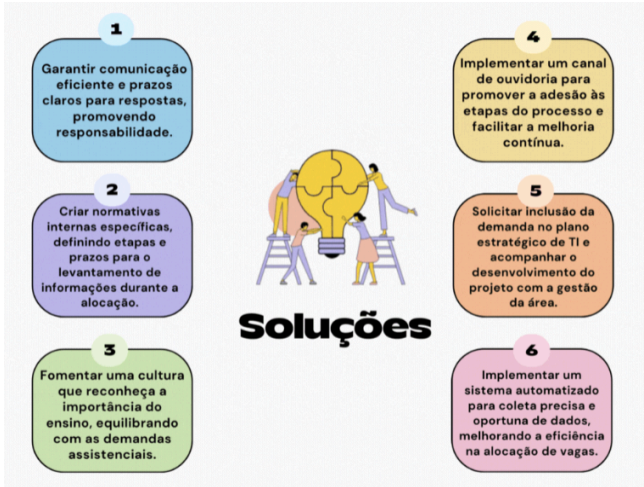 1
Garantir comunicação
eficiente e prazos
claros para respostas,
promovendo
responsabilidade.
2
Criar normativas
internas específicas,
definindo etapas e
prazos para o
levantamento de
informações durante a
alocação.
3
Fomentar uma cultura
que reconheça a
importância do
ensino, equilibrando
com as demandas
assistenciais.
Soluções
4
Implementar um canal
de ouvidoria para
promover a adesão às
etapas do processo e
facilitar a melhoria
contínua.
5
Solicitar inclusão da
demanda no plano
estratégico de TI e
acompanhar o
desenvolvimento do
projeto com a gestão
da área.
6
Implementar um
sistema automatizado
para coleta precisa e
oportuna de dados,
melhorando a eficiência
na alocação de vagas.